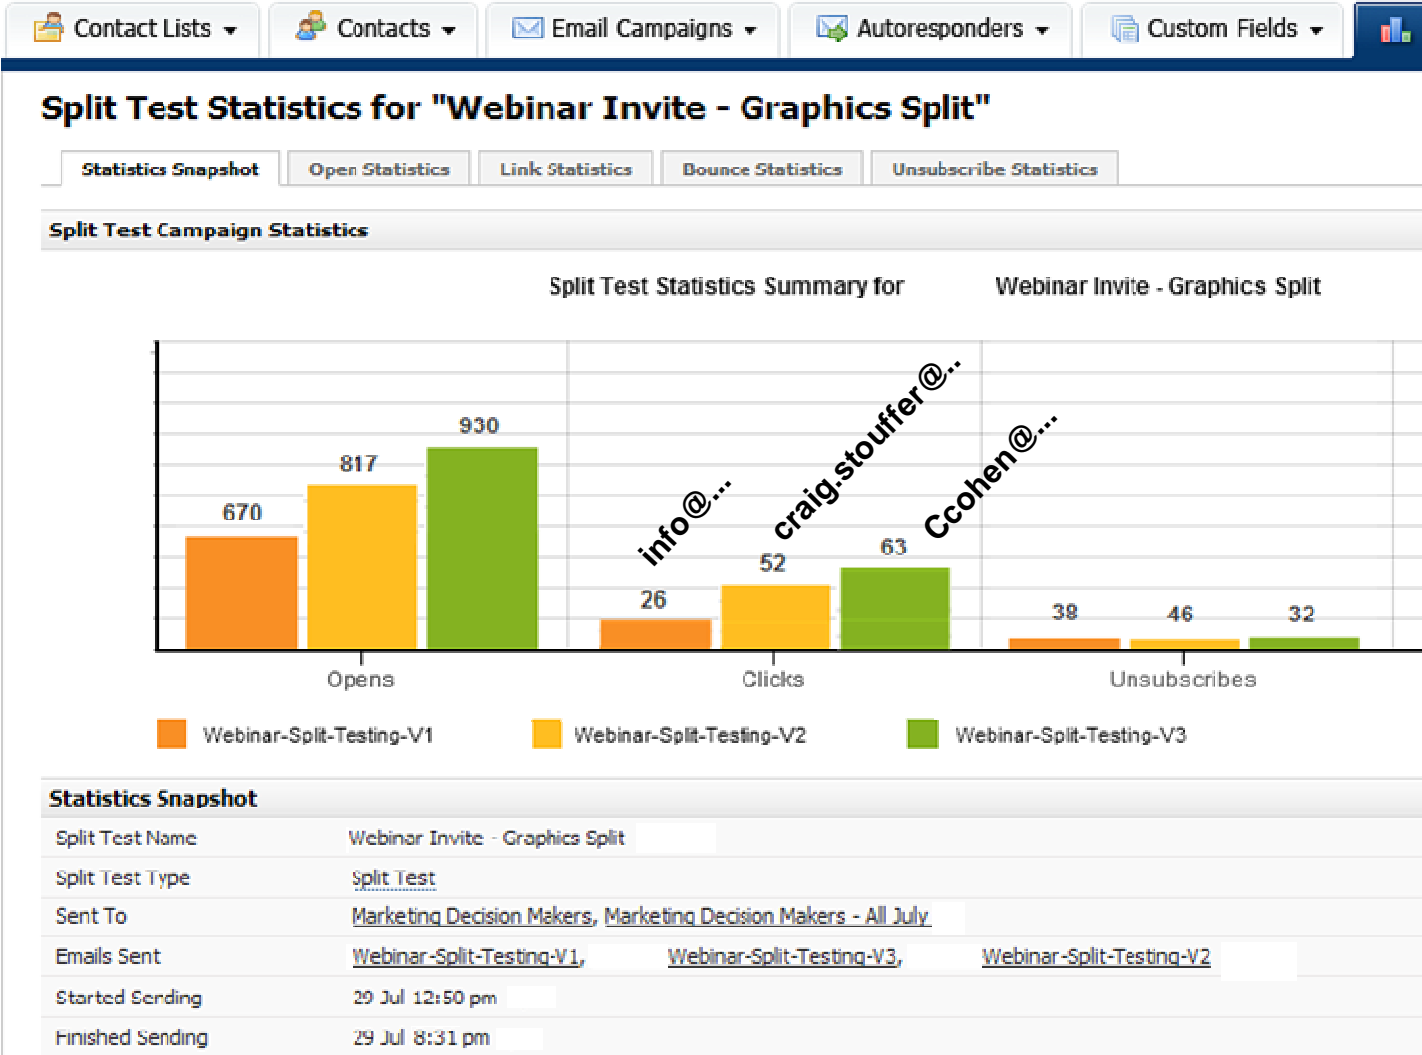 Contact Lists Contacts Email Campaigns Autoresponders Custom Fields
Split Test Statistics for "Webinar Invite - Graphics Split"
Statistics Snapshot Open Statistics Link Statistics Bounce Statistics Unsubscribe Statistics
Split Test Campaign Statistics
Split Test Statistics Summary for Webinar Invite - Graphics Split
670
817
930
info@...
26
craig.stouffer@..
52
Ccohen@...
63
38
46
32
Opens Clicks Unsubscribes
Webinar-Split-Testing-V1 Webinar-Split-Testing-V2 Webinar-Split-Testing-V3
Statistics Snapshot
Split Test Name Webinar Invite - Graphics Split
Split Test Type Split Test
Sent To Marketing Decision Makers, Marketing Decision Makers - All July
Emails Sent Webinar-Split-Testing-V1, Webinar-Split-Testing-V3, Webinar-Split-Testing-V2
Started Sending 29 Jul 12:50 pm
Finished Sending 29 Jul 8:31 pm